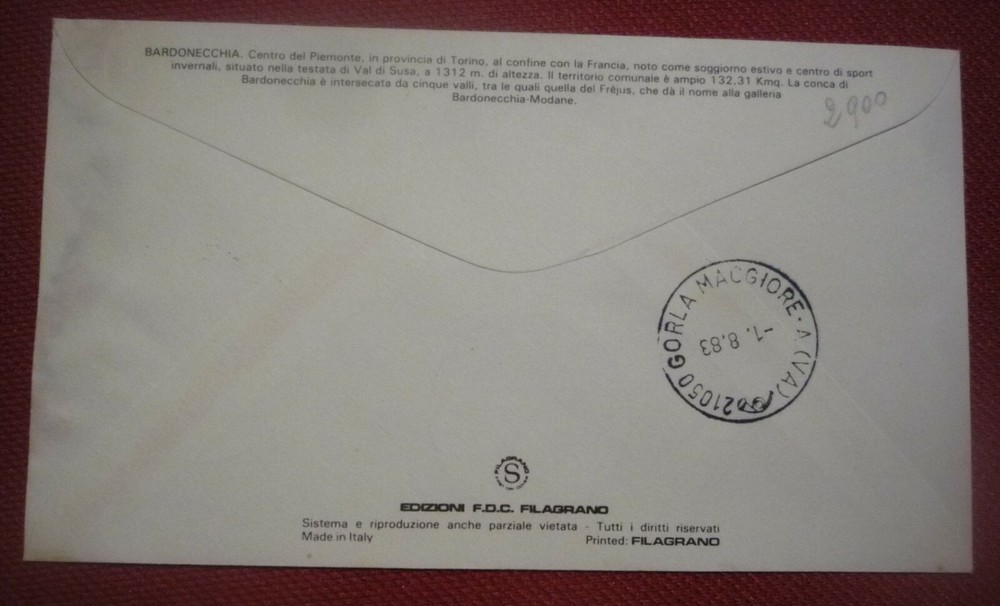 BARDONECCHIA. Centro del Piemonte, in provincia di Torino, al confine con la Francia, noto come soggiorno estivo e centro di sport
invernali, situato nella testata di Val di Susa, a 1312 m. di altezza. Il territorio comunale è ampio 132,31 Kmq. La conca di
Bardonecchia è intersecata da cinque valli, tra le quali quella del Fréjus, che dà il nome alla galleria
Bardonecchia-Modane.
2900
21050 GORLA MAGGIORE · A (VA)
-1. 8.83
FILAGRANO
S
EDIZIONI F.D.C. FILAGRANO
Sistema e riproduzione anche parziale vietata - Tutti i diritti riservati
Made in Italy
Printed: FILAGRANO